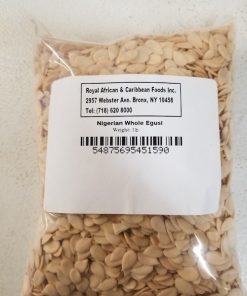 Royal African & Caribbean Foods Inc.
2957 Webster Ave. Bronx, NY 10458
Tel: (718) 620 8000
Nigerian Whole Egusi
Weight: 1lb
54875695451590